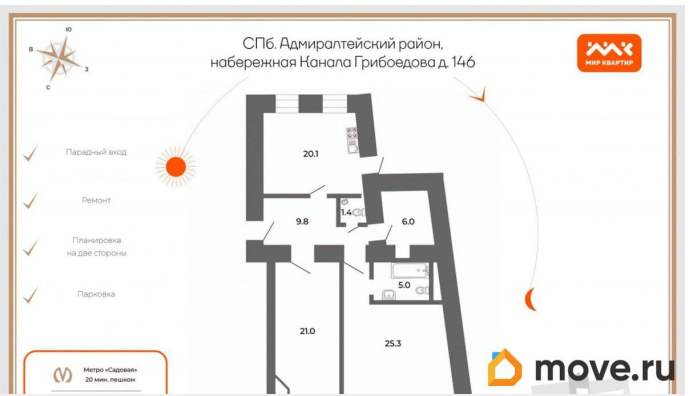 Ю
В
З
С
СПб. Адмиралтейский район,
набережная Канала Грибоедова д. 146
МИР КВАРТИР
Парадный вход
Ремонт
Планировка
на две стороны
Парковка
20.1
9.8
1.4
6.0
5.0
21.0
25.3
Метро «Садовая»
20 мин. пешком
move.ru